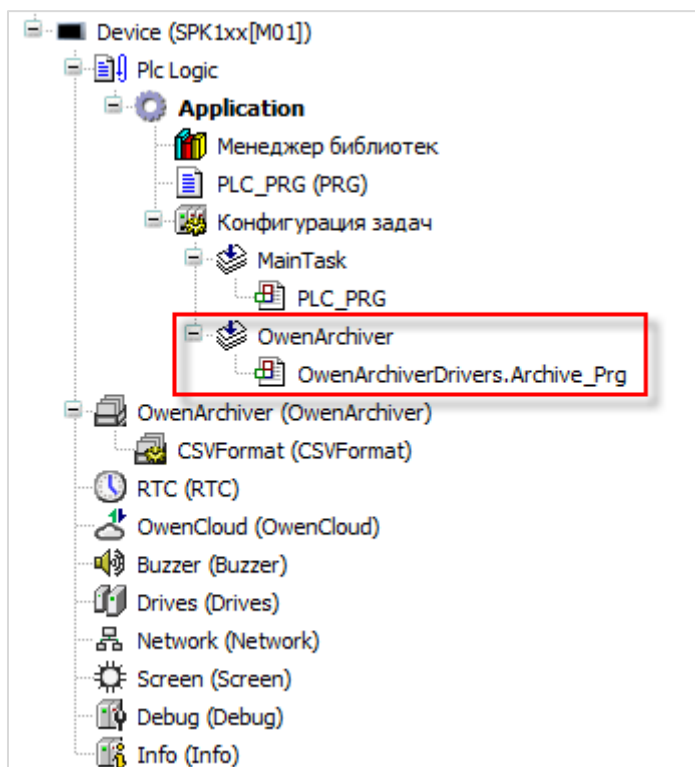 Device (SPK1xx[M01])
Plc Logic
Application
Менеджер библиотек
PLC_PRG (PRG)
Конфигурация задач
MainTask
PLC_PRG
OwenArchiver
OwenArchiverDrivers.Archive_Prg
OwenArchiver (OwenArchiver)
CSVFormat (CSVFormat)
RTC (RTC)
OwenCloud (OwenCloud)
Buzzer (Buzzer)
Drives (Drives)
Network (Network)
Screen (Screen)
Debug (Debug)
Info (Info)